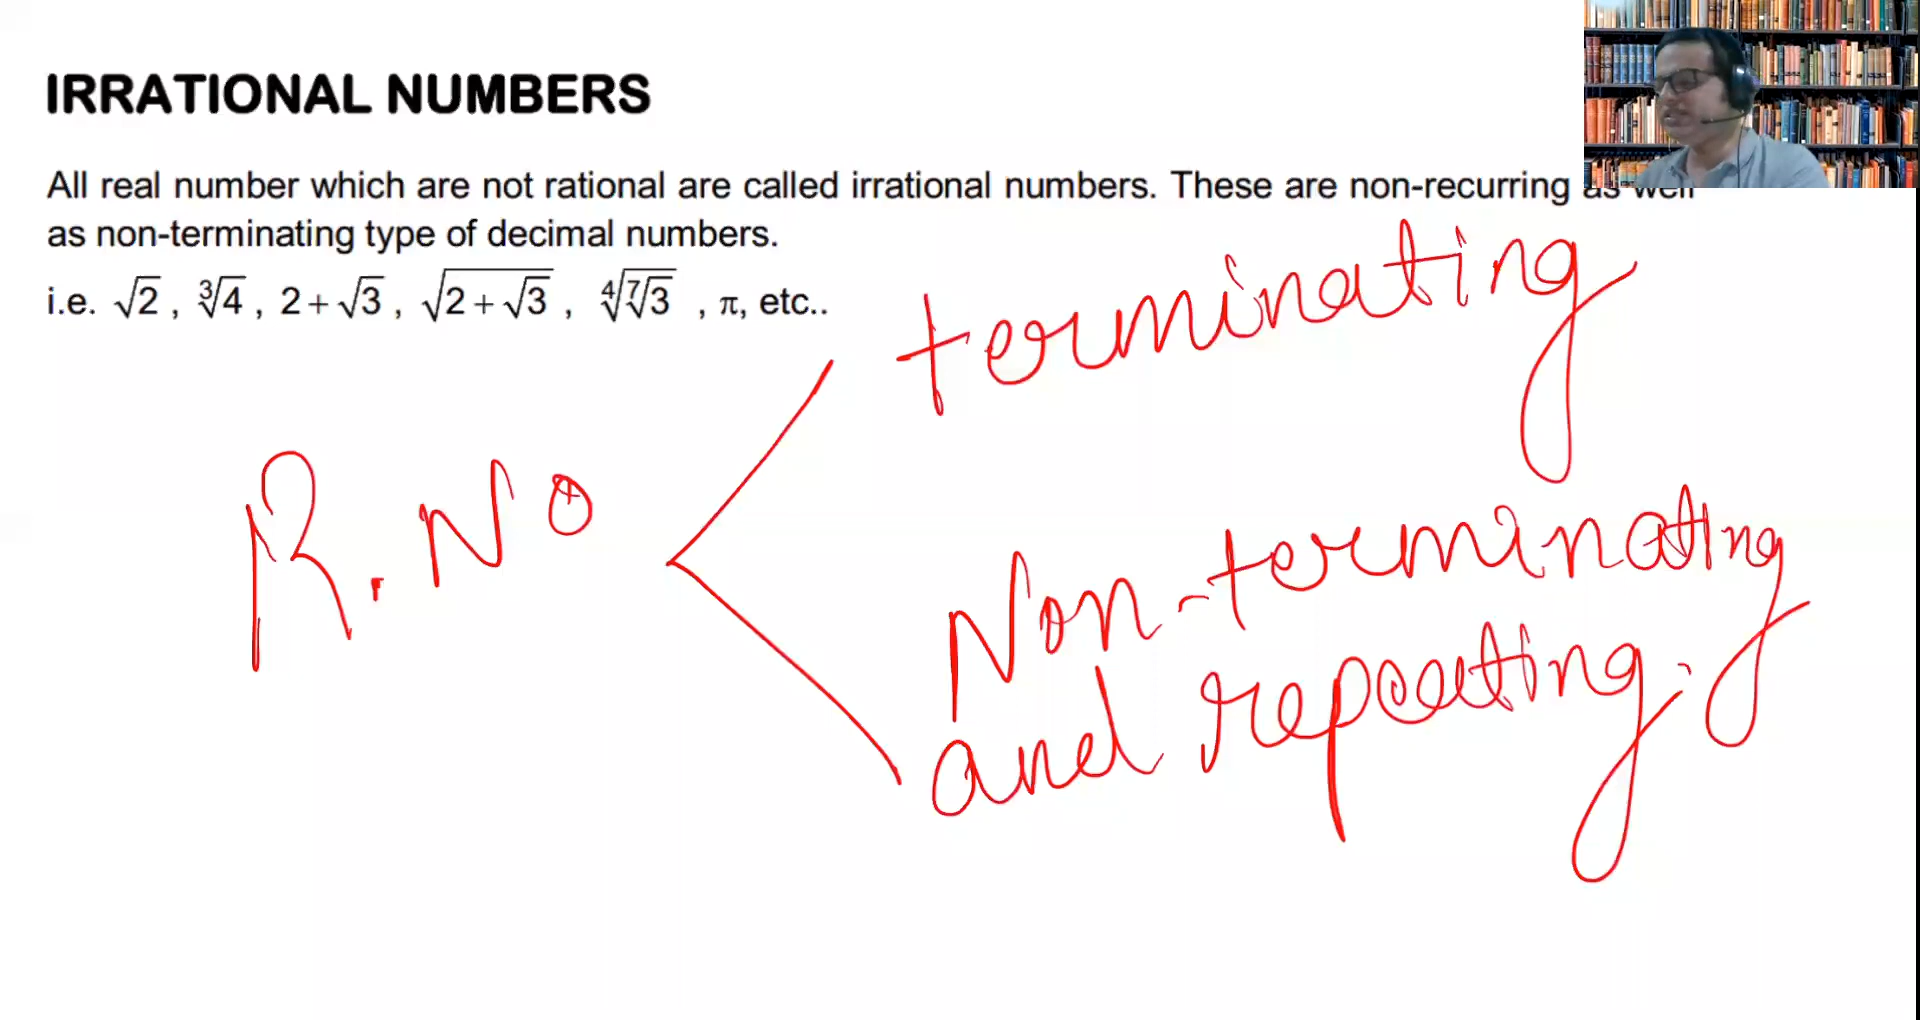 IRRATIONAL NUMBERS
All real number which are not rational are called irrational numbers. These are non-recurring as well
as non-terminating type of decimal numbers.
i.e. √2 , ∛4 , 2 + √3 , √(2 + √3) , ∜(⁷√3) , π, etc..
terminating
R. No
Non-terminating
and repeating.